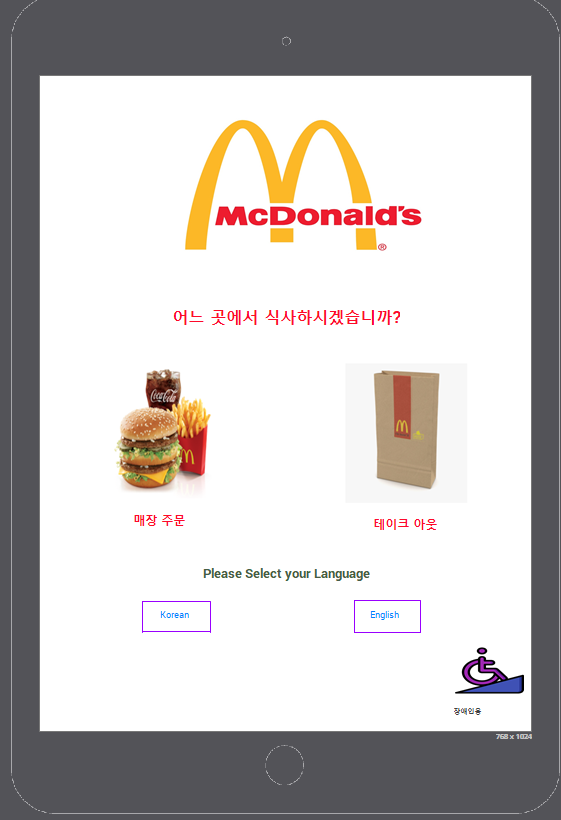 McDonald's
®
어느 곳에서 식사하시겠습니까?
Coca-Cola
매장 주문
테이크 아웃
Please Select your Language
Korean
English
장애인용
768 x 1024